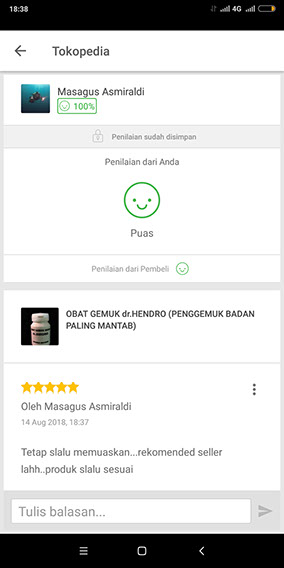 18:38
4G
Tokopedia
Masagus Asmiraldi
100%
Penilaian sudah disimpan
Penilaian dari Anda
Puas
Penilaian dari Pembeli
OBAT GEMUK dr.HENDRO (PENGGEMUK BADAN
PALING MANTAB)
Oleh Masagus Asmiraldi
14 Aug 2018, 18:37
Tetap slalu memuaskan...rekomended seller
lahh..produk slalu sesuai
Tulis balasan...